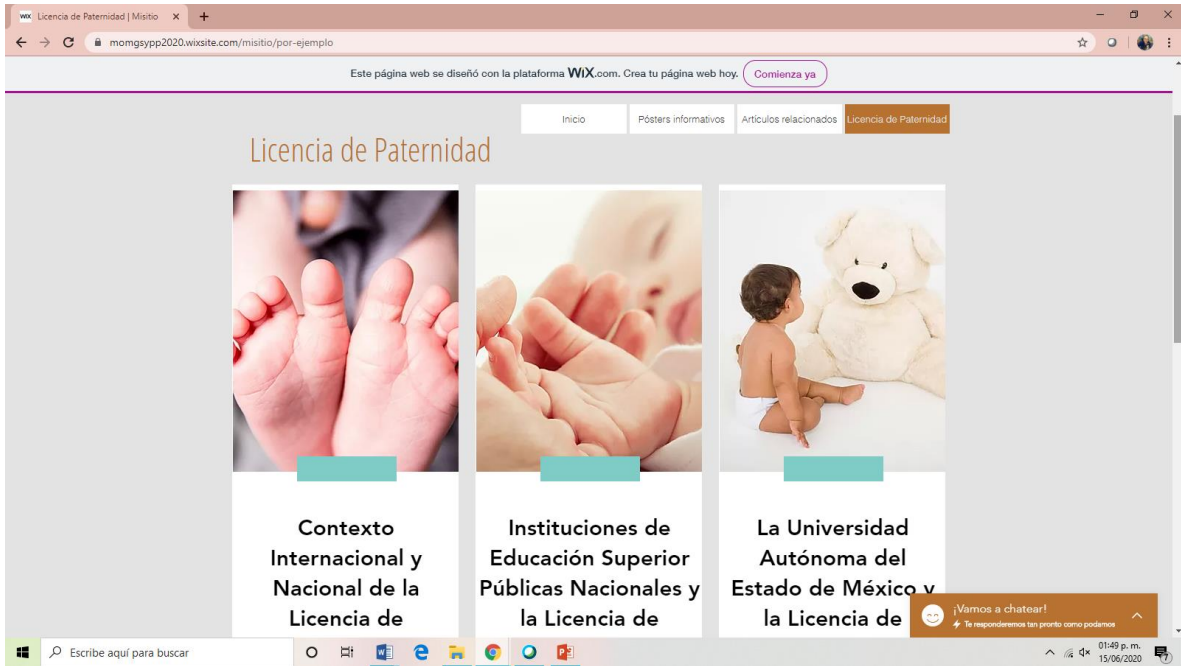 WiX Licencia de Paternidad | Misitio
momgsypp2020.wixsite.com/misitio/por-ejemplo
Este página web se diseñó con la plataforma WiX.com. Crea tu página web hoy. Comienza ya
Inicio Pósters informativos Artículos relacionados Licencia de Paternidad
Licencia de Paternidad
Contexto
Internacional y
Nacional de la
Licencia de
Instituciones de
Educación Superior
Públicas Nacionales y
la Licencia de
La Universidad
Autónoma del
Estado de México y
la Licencia de
¡Vamos a chatear!
Te responderemos tan pronto como podamos
Escribe aquí para buscar
01:49 p. m.
15/06/2020
7